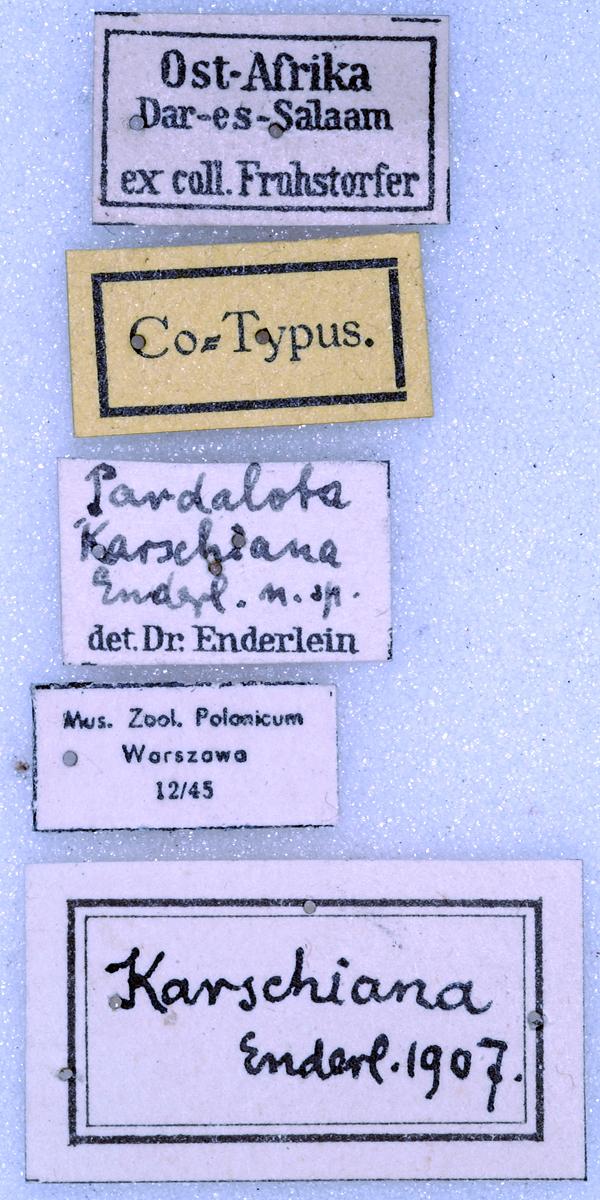 Ost-Afrika
Dar-es-Salaam
ex coll. Fruhstorfer
Co=Typus.
Pardalota
Karschiana
Enderl. n. sp.
det. Dr. Enderlein
Mus. Zool. Polonicum
Warszawa
12/45
Karschiana
Enderl. 1907.